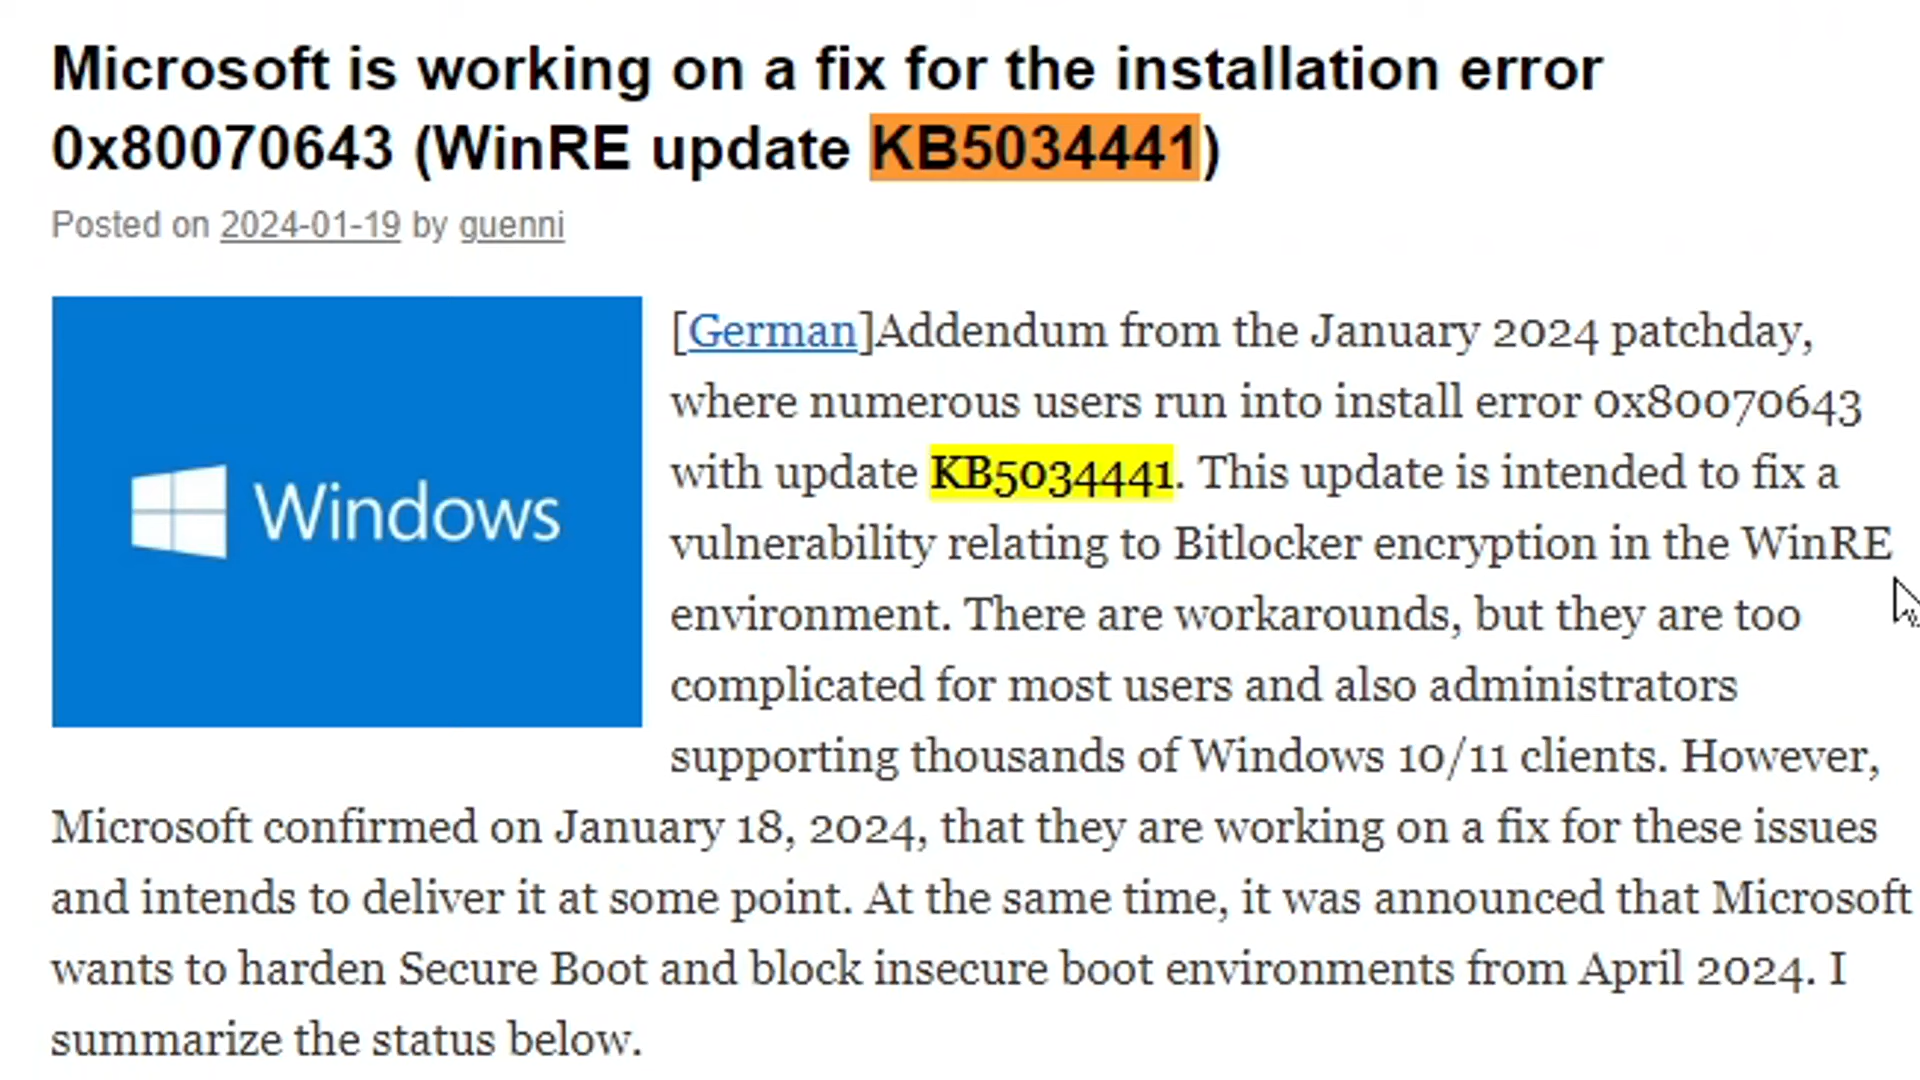 Microsoft is working on a fix for the installation error
0x80070643 (WinRE update KB5034441)
Posted on 2024-01-19 by guenni
Windows
[German]Addendum from the January 2024 patchday,
where numerous users run into install error 0x80070643
with update KB5034441. This update is intended to fix a
vulnerability relating to Bitlocker encryption in the WinRE
environment. There are workarounds, but they are too
complicated for most users and also administrators
supporting thousands of Windows 10/11 clients. However,
Microsoft confirmed on January 18, 2024, that they are working on a fix for these issues
and intends to deliver it at some point. At the same time, it was announced that Microsoft
wants to harden Secure Boot and block insecure boot environments from April 2024. I
summarize the status below.